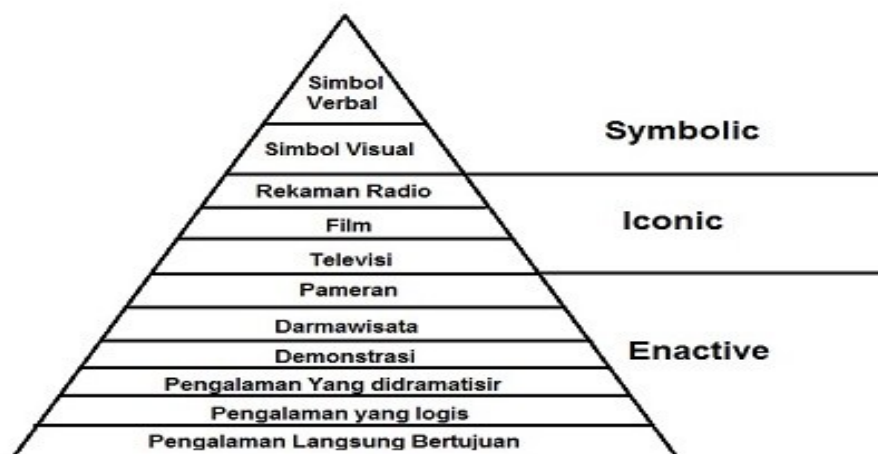 Simbol
Verbal
Symbolic
Simbol Visual
Rekaman Radio
Iconic
Film
Televisi
Pameran
Darmawisata
Enactive
Demonstrasi
Pengalaman Yang didramatisir
Pengalaman yang logis
Pengalaman Langsung Bertujuan